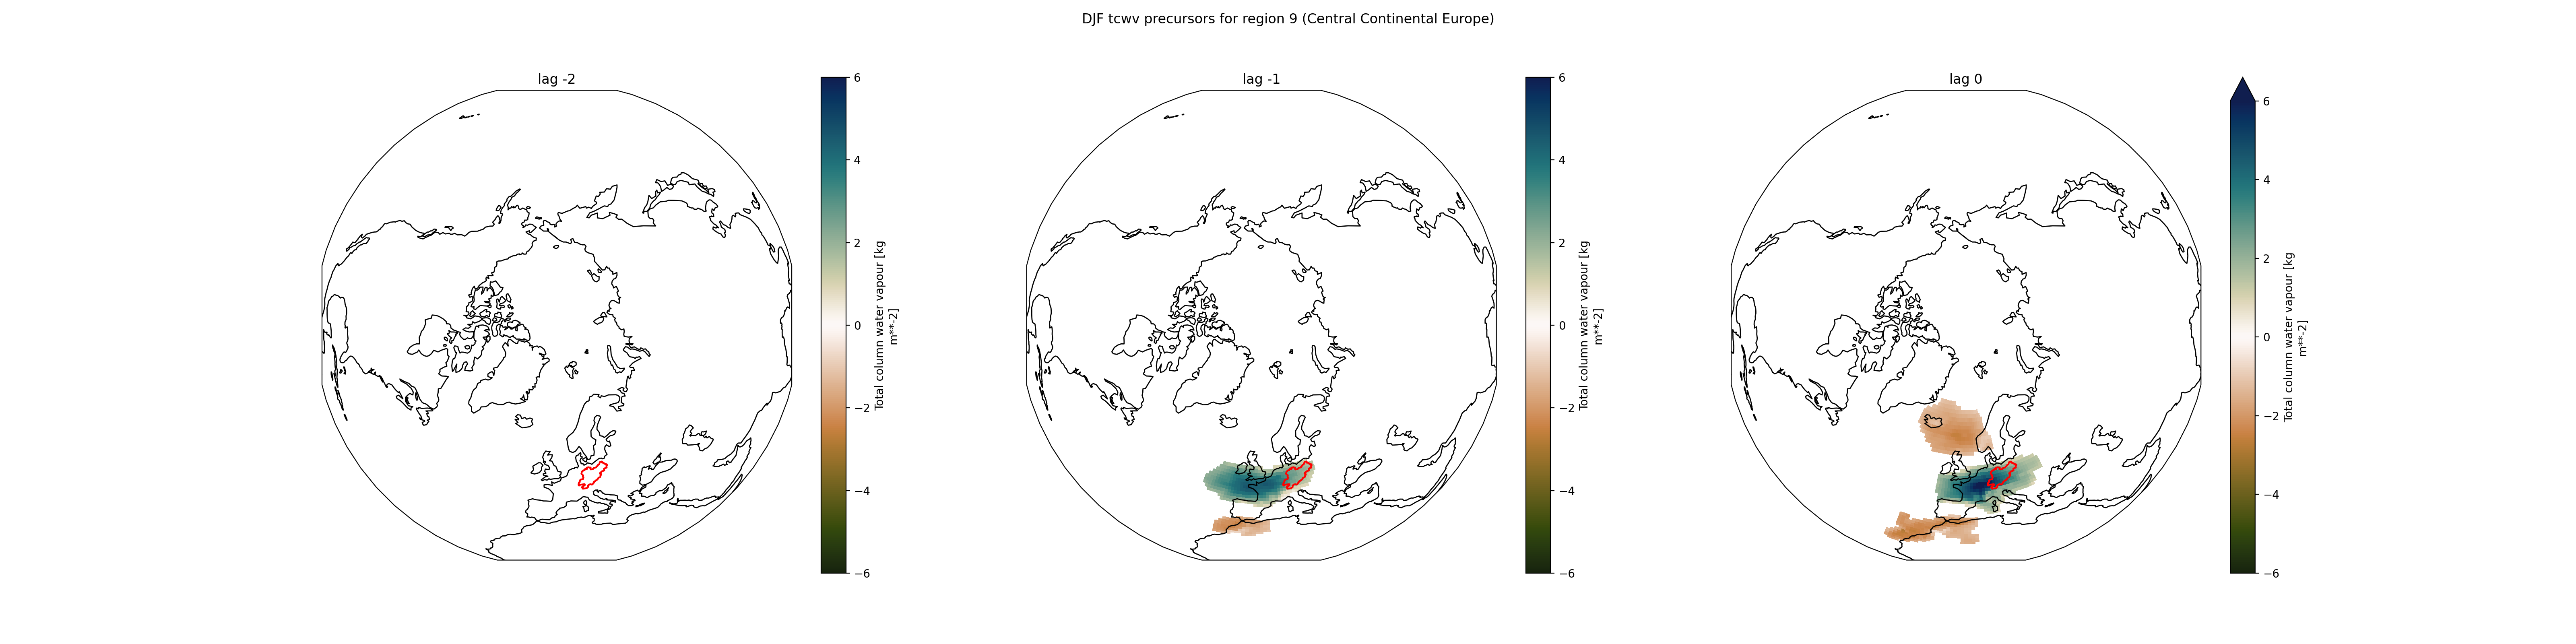 DJF tcwv precursors for region 9 (Central Continental Europe)
lag -2
6
4
2
0
−2
−4
−6
Total column water vapour [kg
m**-2]
lag -1
6
4
2
0
−2
−4
−6
Total column water vapour [kg
m**-2]
lag 0
6
4
2
0
−2
−4
−6
Total column water vapour [kg
m**-2]